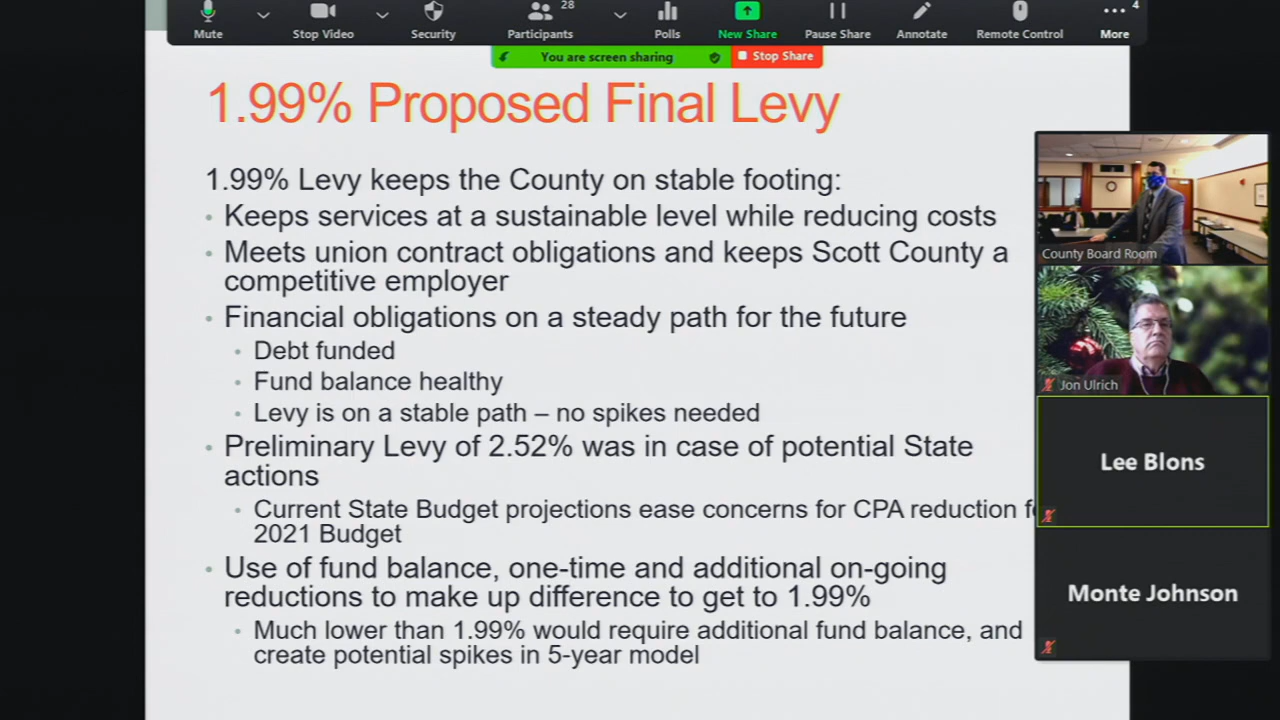 28
4
Mute
Stop Video
Security
Participants
Polls
New Share
Pause Share
Annotate
Remote Control
More
You are screen sharing
Stop Share
1.99% Proposed Final Levy
1.99% Levy keeps the County on stable footing:
• Keeps services at a sustainable level while reducing costs
• Meets union contract obligations and keeps Scott County a
competitive employer
• Financial obligations on a steady path for the future
• Debt funded
• Fund balance healthy
• Levy is on a stable path – no spikes needed
• Preliminary Levy of 2.52% was in case of potential State
actions
• Current State Budget projections ease concerns for CPA reduction
2021 Budget
• Use of fund balance, one-time and additional on-going
reductions to make up difference to get to 1.99%
• Much lower than 1.99% would require additional fund balance, and
create potential spikes in 5-year model
County Board Room
Jon Ulrich
Lee Blons
Monte Johnson